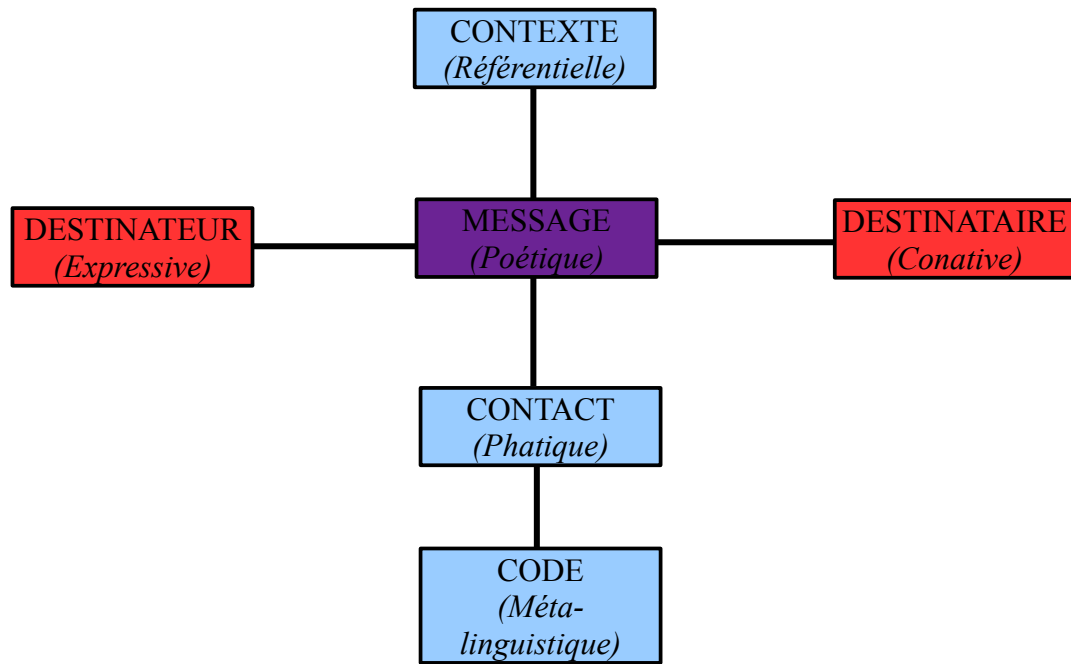 CONTEXTE
(Référentielle)
DESTINATEUR
(Expressive)
MESSAGE
(Poétique)
DESTINATAIRE
(Conative)
CONTACT
(Phatique)
CODE
(Méta-
linguistique)